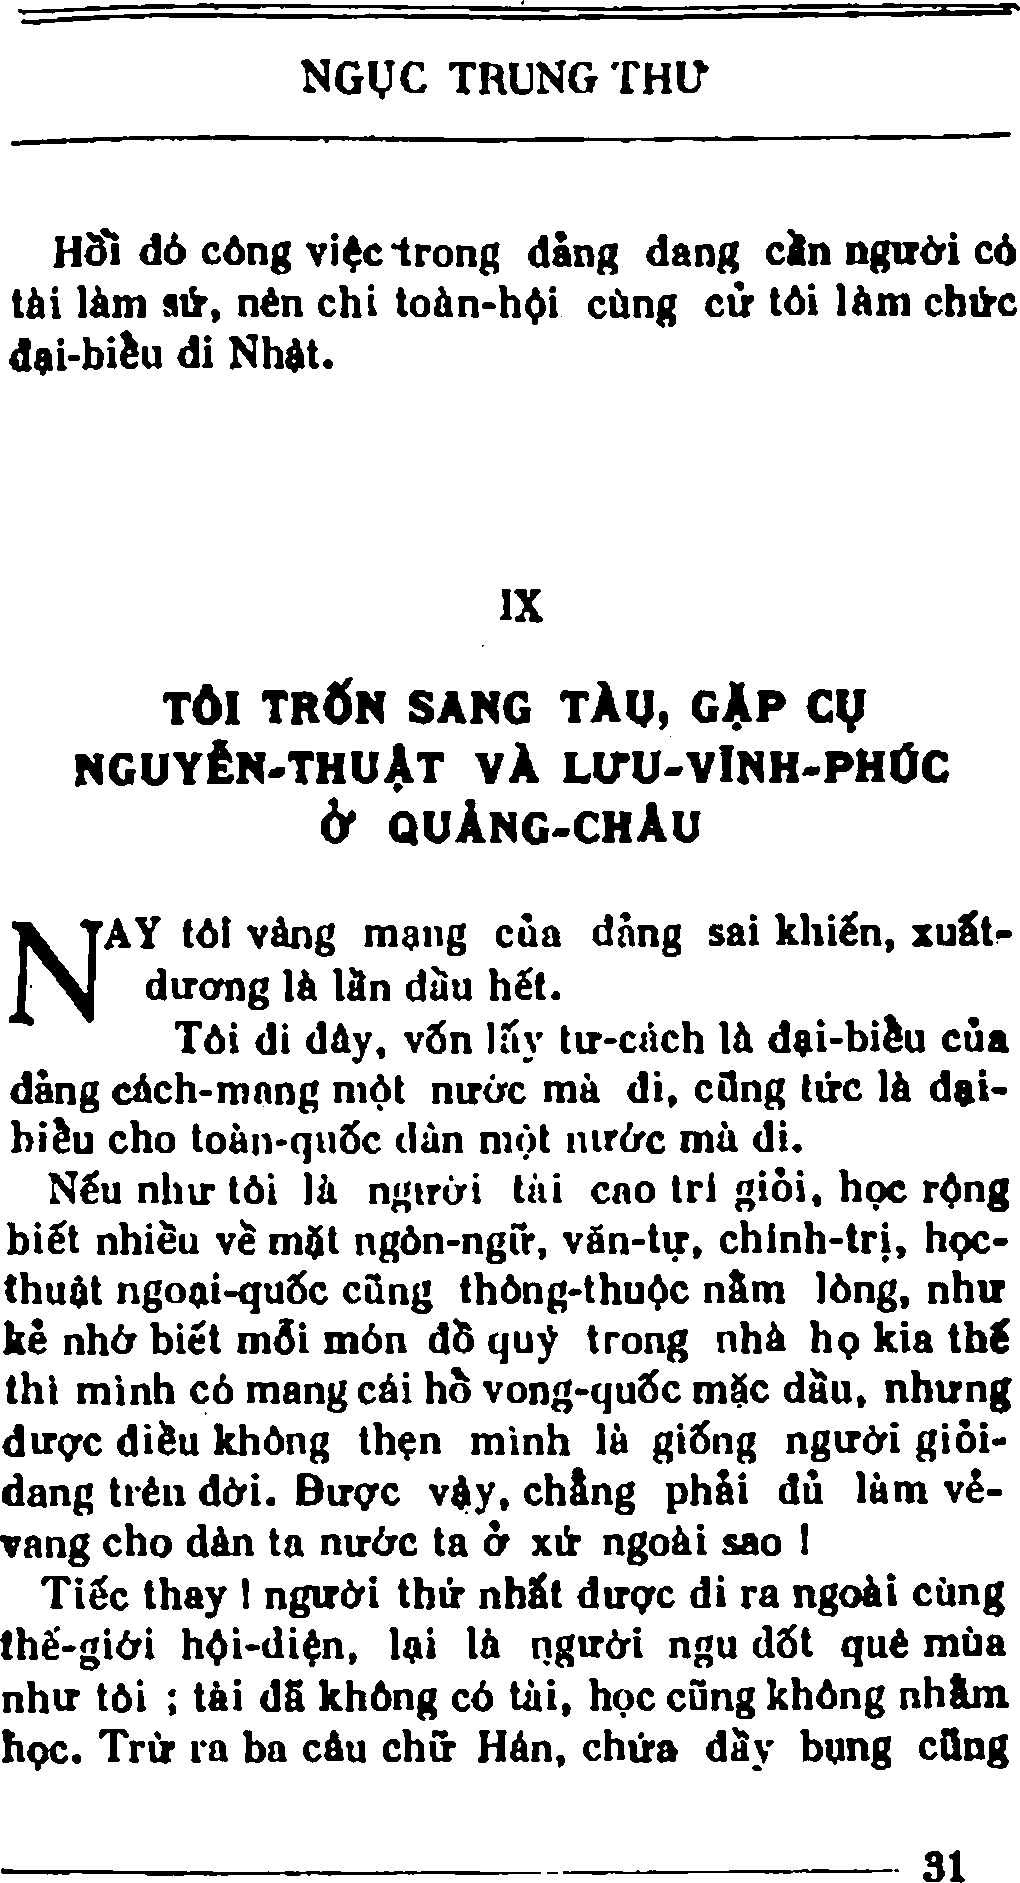 NGỤC TRUNG THƯ
Hồi đó công việc trong đảng đang cần người có
tài làm sứ, nên chi toàn-hội cùng cử tôi làm chức
đại-biểu đi Nhật.
IX
TÔI TRỐN SANG TÀU, GẶP CỤ
NGUYỄN-THUẬT VÀ LƯU-VĨNH-PHÚC
Ở QUẢNG-CHÂU
NAY tôi vâng mạng của đảng sai khiến, xuất-
dương là lần đầu hết.
Tôi đi đây, vốn lấy tư-cách là đại-biểu của
đảng cách-mạng một nước mà đi, cũng tức là đại-
biểu cho toàn-quốc dân một nước mà đi.
Nếu như tôi là người tài cao trí giỏi, học rộng
biết nhiều về mặt ngôn-ngữ, văn-tự, chính-trị, học-
thuật ngoại-quốc cũng thông-thuộc nằm lòng, như
kẻ nhớ biết mỗi món đồ quý trong nhà họ kia thế
thì mình có mang cái hồ vong-quốc mặc dầu, nhưng
được điều không thẹn mình là giống người giỏi-
dang trên đời. Được vậy, chẳng phải đủ làm vẻ-
vang cho dân ta nước ta ở xứ ngoài sao !
Tiếc thay ! người thứ nhất được đi ra ngoài cùng
thế-giới hội-diện, lại là người ngu dốt quê mùa
như tôi ; tài đã không có tài, học cũng không nhằm
học. Trừ ra ba câu chữ Hán, chứa đầy bụng cũng
31